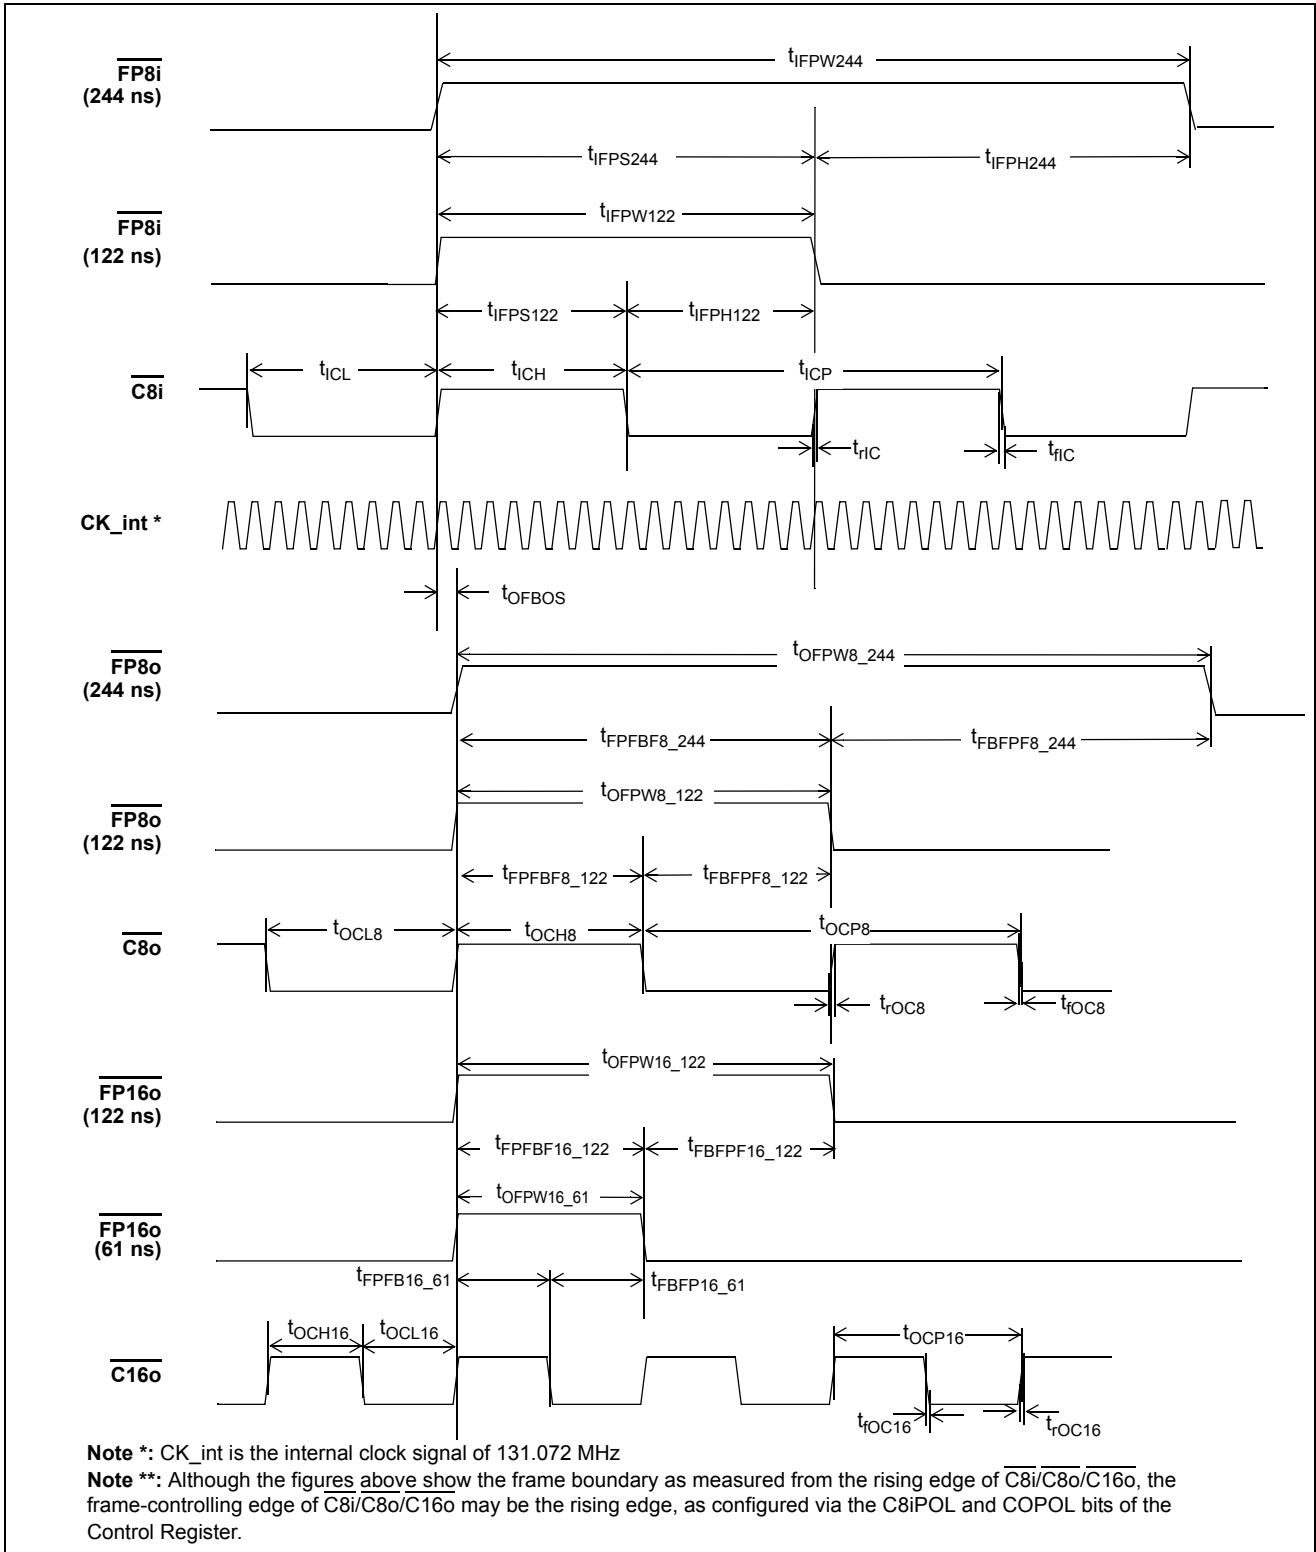 FP8i
(244 ns)
tIFPW244
tIFPS244
tIFPH244
FP8i
(122 ns)
tIFPW122
tIFPS122
tIFPH122
C8i
tICL
tICH
tICP
trIC
tfIC
CK_int *
tOFBOS
FP8o
(244 ns)
tOFPW8_244
tFPFBF8_244
tFBFPF8_244
FP8o
(122 ns)
tOFPW8_122
tFPFBF8_122
tFBFPF8_122
C8o
tOCL8
tOCH8
tOCP8
trOC8
tfOC8
FP16o
(122 ns)
tOFPW16_122
tFPFBF16_122
tFBFPF16_122
FP16o
(61 ns)
tOFPW16_61
tFPFB16_61
tFBFP16_61
C16o
tOCH16
tOCL16
tOCP16
tfOC16
trOC16
Note *: CK_int is the internal clock signal of 131.072 MHz
Note **: Although the figures above show the frame boundary as measured from the rising edge of C8i/C8o/C16o, the
frame-controlling edge of C8i/C8o/C16o may be the rising edge, as configured via the C8iPOL and COPOL bits of the
Control Register.